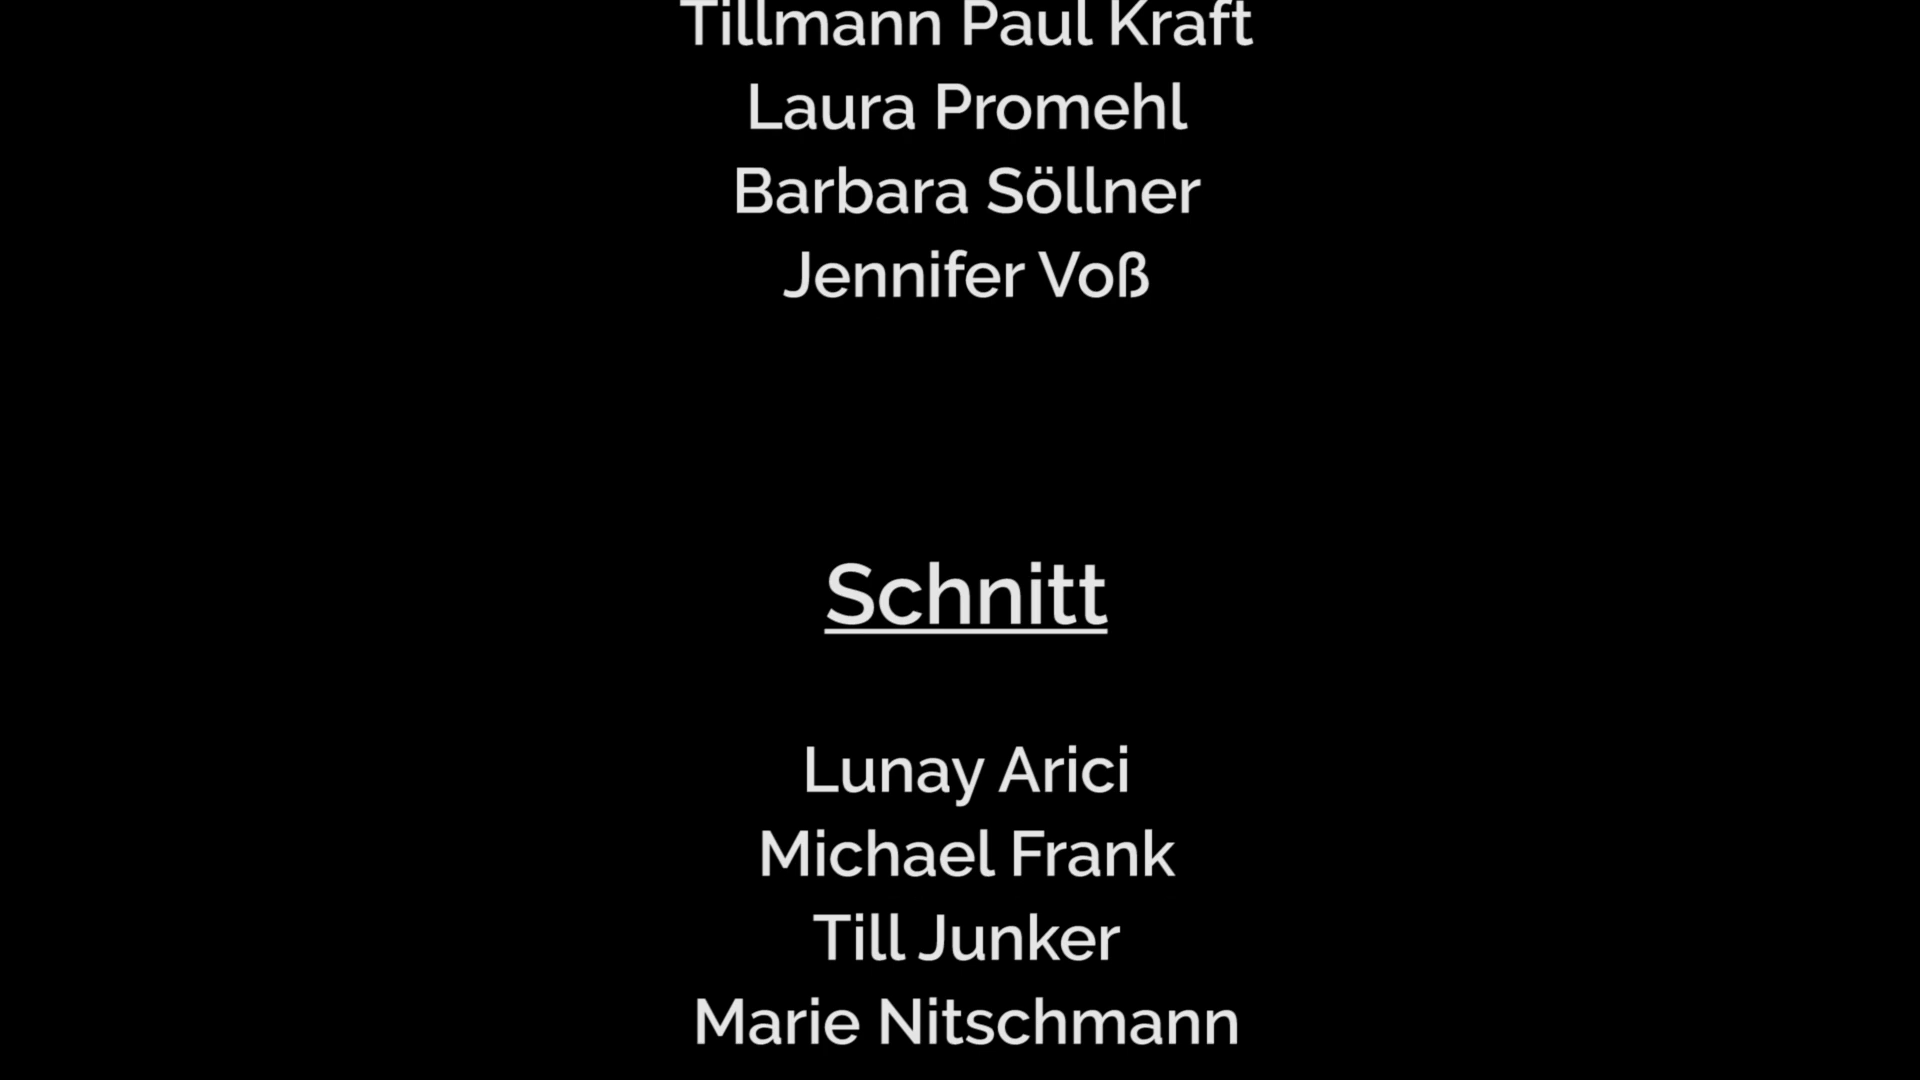 Tillmann Paul Kraft
Laura Promehl
Barbara Söllner
Jennifer Voß
Schnitt
Lunay Arici
Michael Frank
Till Junker
Marie Nitschmann